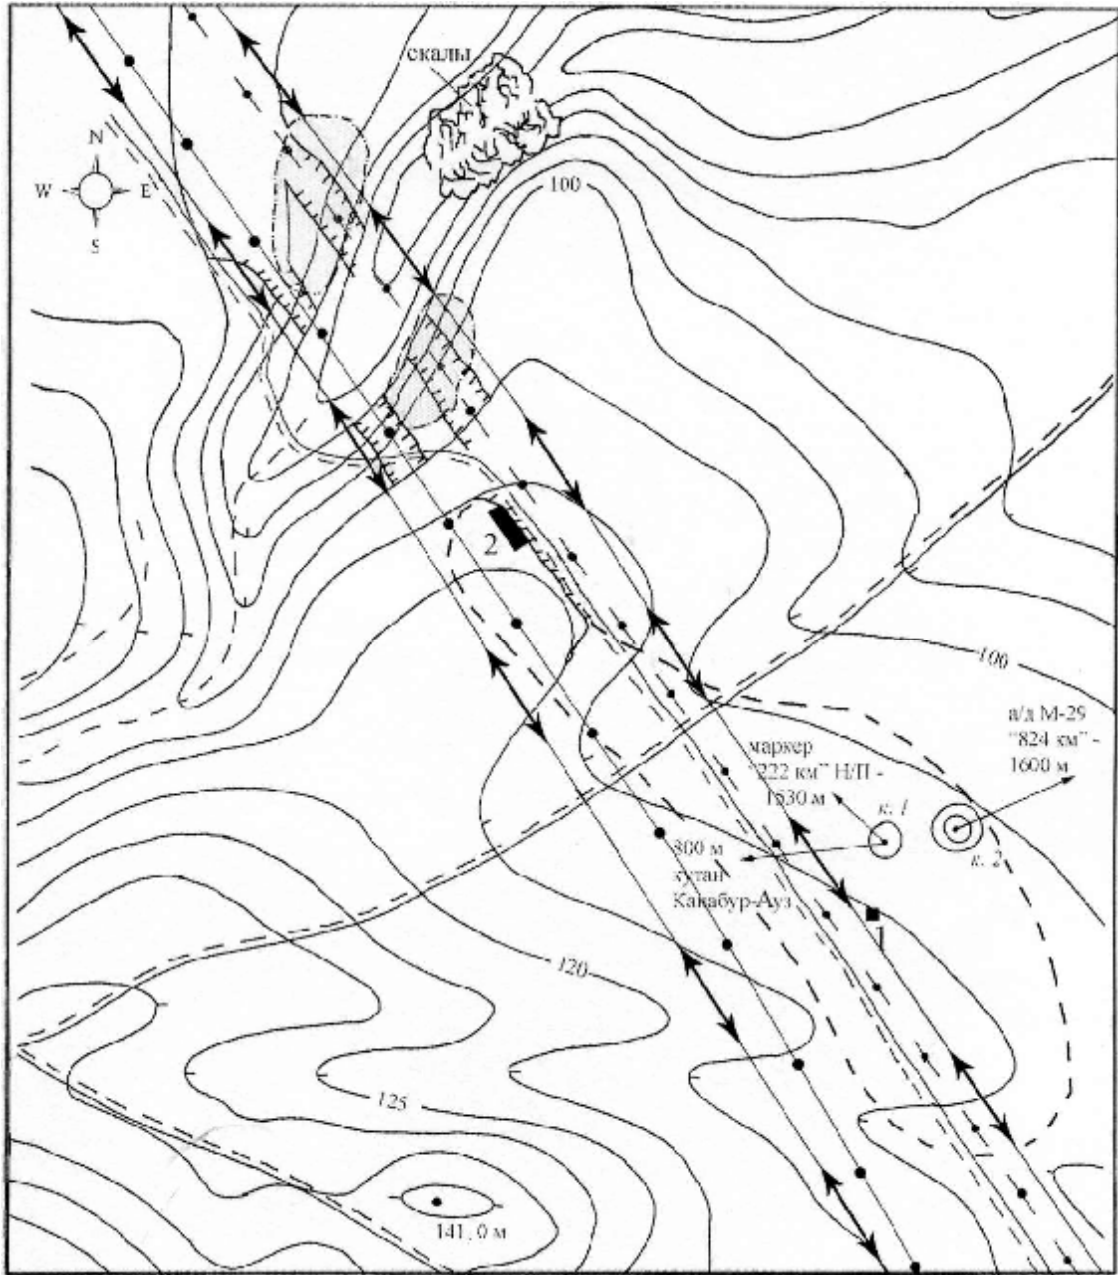 скалы
N
W E
S
100
2
100
а/д М-29
"824 км" -
1600 м
маркер
"222 км" Н/П -
1530 м
к. 1
к. 2
800 м
кутан
Какабур-Ауз
1
120
125
141, 0 м